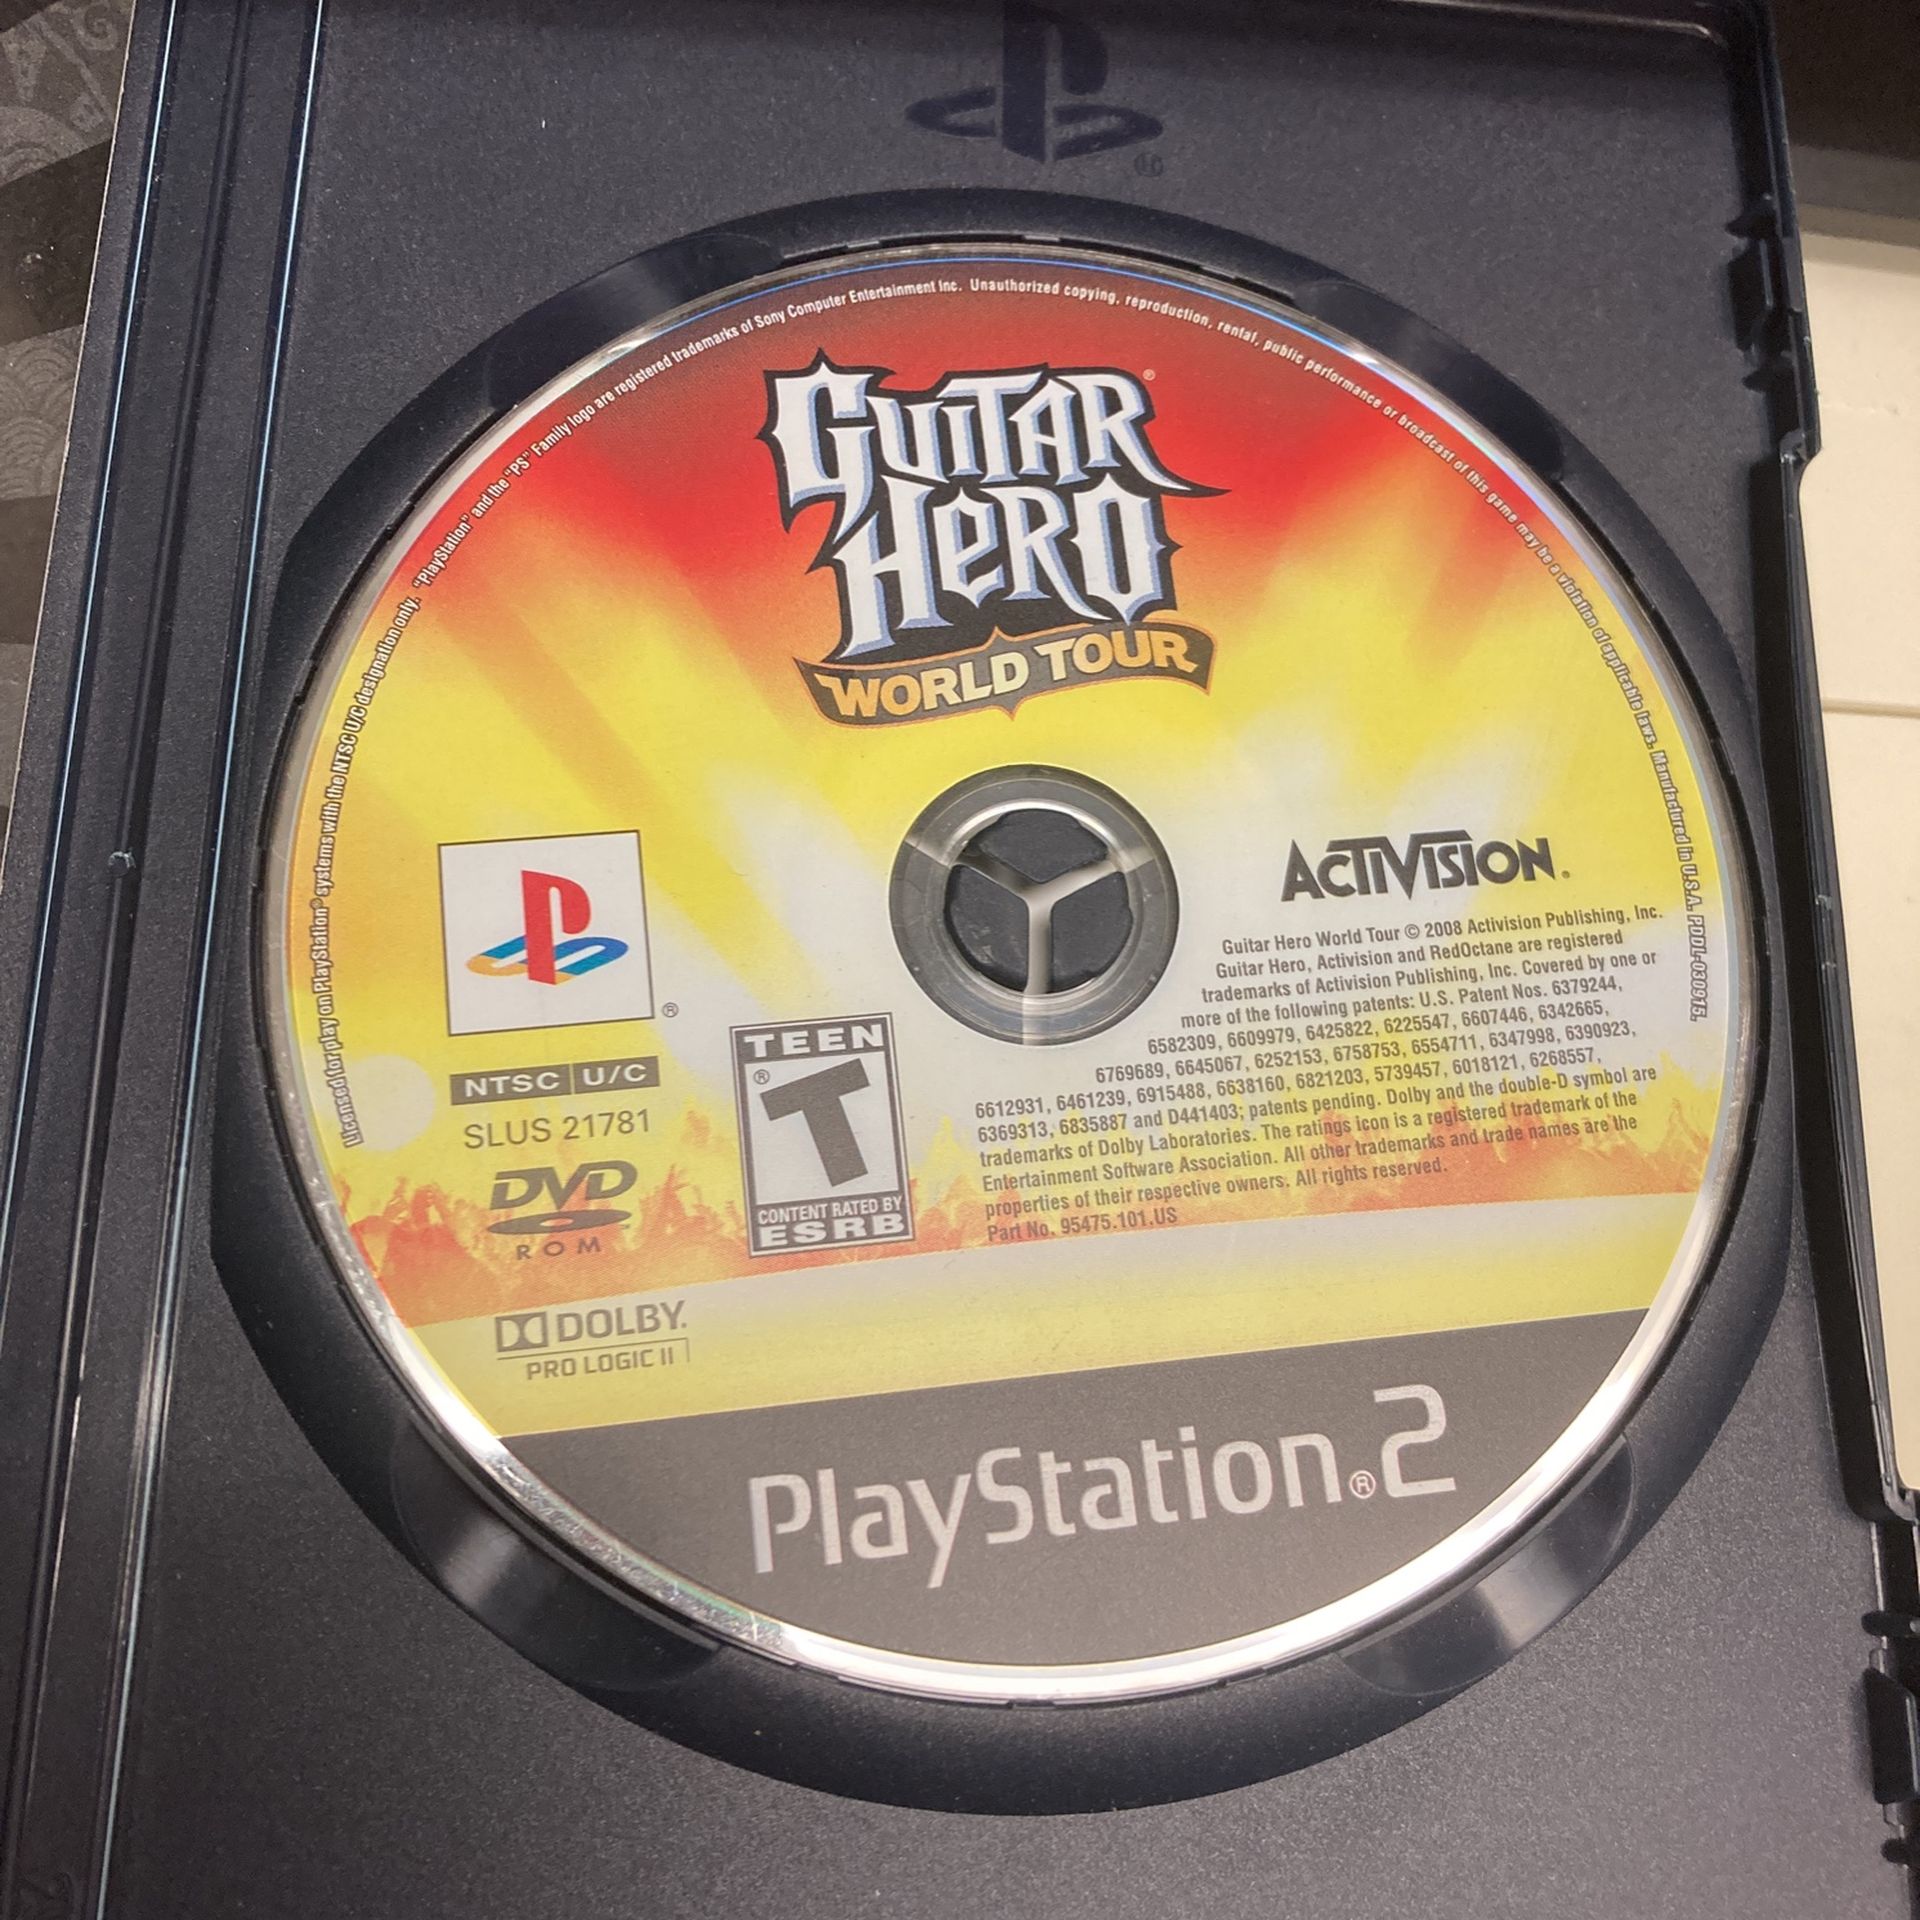 Licensed for play on PlayStation® systems with the NTSC U/C designation only. "PlayStation" and the "PS" Family logo are registered trademarks of Sony Computer Entertainment Inc. Unauthorized copying, reproduction, rental, public performance or broadcast of this game may be a violation of applicable laws. Manufactured in U.S.A. PDDL-030915.
GUITAR
HERO
®
WORLD TOUR
®
NTSC U/C
SLUS 21781
DVD
ROM
TEEN
®
T
CONTENT RATED BY
ESRB
ACTIVISION.
Guitar Hero World Tour © 2008 Activision Publishing, Inc.
Guitar Hero, Activision and RedOctane are registered
trademarks of Activision Publishing, Inc. Covered by one or
more of the following patents: U.S. Patent Nos. 6379244,
6582309, 6609979, 6425822, 6225547, 6607446, 6342665,
6769689, 6645067, 6252153, 6758753, 6554711, 6347998, 6390923,
6612931, 6461239, 6915488, 6638160, 6821203, 5739457, 6018121, 6268557,
6369313, 6835887 and D441403; patents pending. Dolby and the double-D symbol are
trademarks of Dolby Laboratories. The ratings icon is a registered trademark of the
Entertainment Software Association. All other trademarks and trade names are the
properties of their respective owners. All rights reserved.
Part No. 95475.101.US
DOLBY.
PRO LOGIC II
PlayStation®2